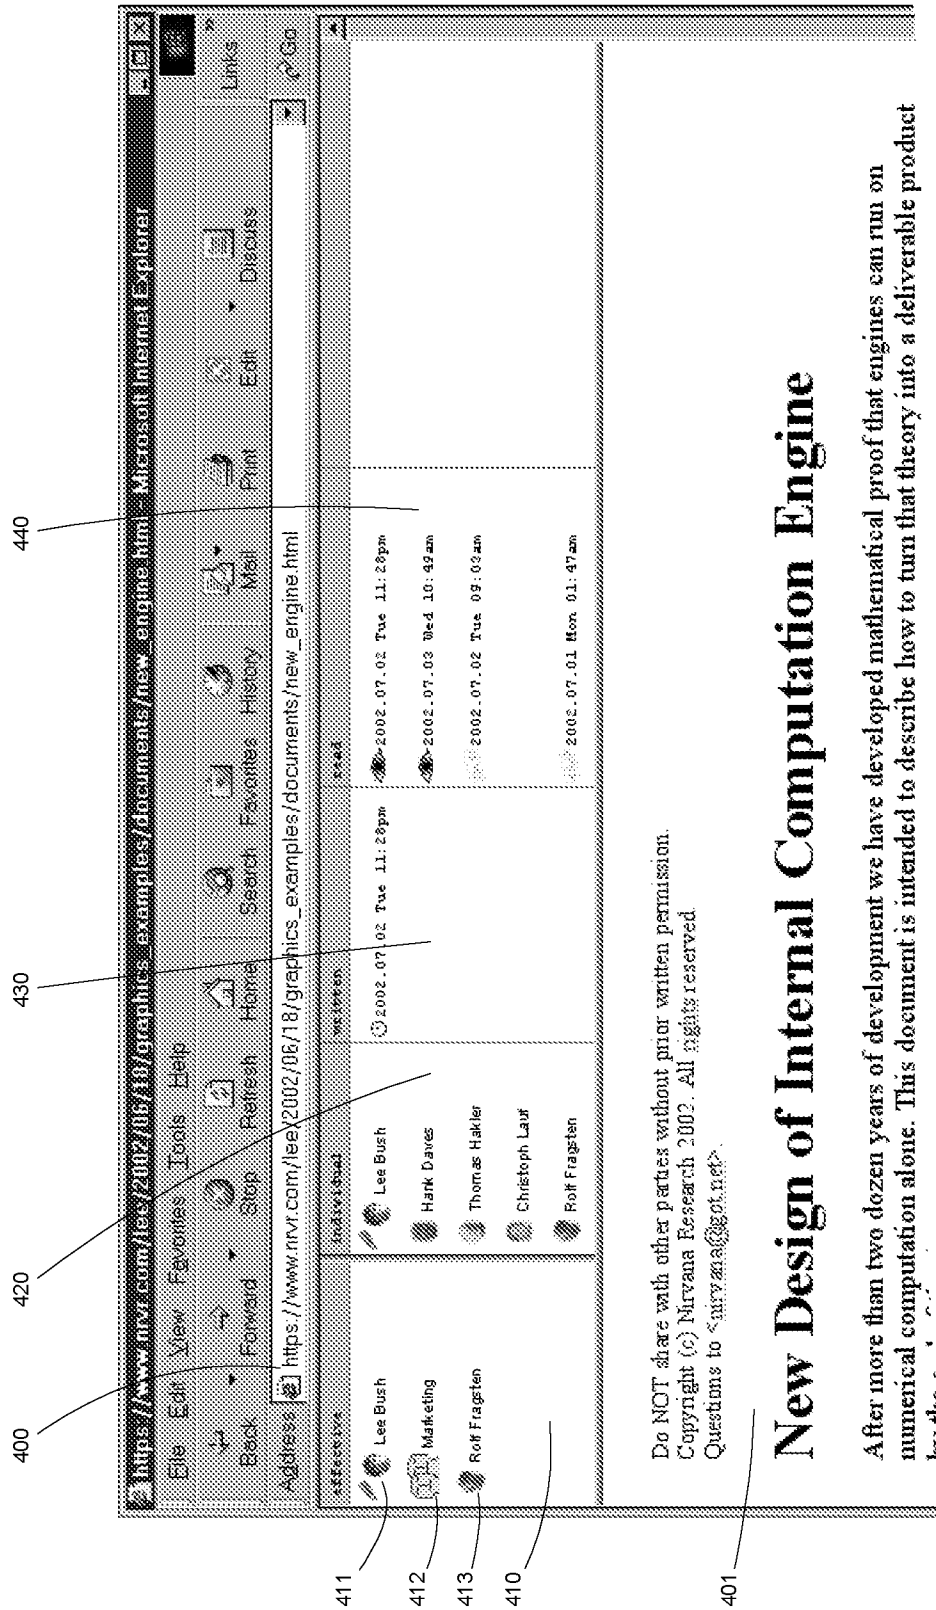 440
430
420
400
https://www.nrvr.com/lee/2002/06/18/graphics_examples/documents/new_engine.html - Microsoft Internet Explorer
File Edit View Favorites Tools Help
Back Forward Stop Refresh Home Search Favorites History Mail Print Edit Discuss Links »
Address https://www.nrvr.com/lee/2002/06/18/graphics_examples/documents/new_engine.html Go
effective individual written read
411 Lee Bush Lee Bush 2002.07.02 Tue 11:28pm 2002.07.02 Tue 11:28pm
412 Marketing Hank Daves 2002.07.03 Wed 10:49am
413 Rolf Fragsten Thomas Hakler 2002.07.02 Tue 09:03am
410 Christoph Lauf
Rolf Fragsten 2002.07.01 Mon 01:47am
Do NOT share with other parties without prior written permission.
Copyright (c) Nirvana Research 2002. All rights reserved.
Questions to <nirvana@got.net>.
401
New Design of Internal Computation Engine
After more than two dozen years of development we have developed mathematical proof that engines can run on
numerical computation alone. This document is intended to describe how to turn that theory into a deliverable product